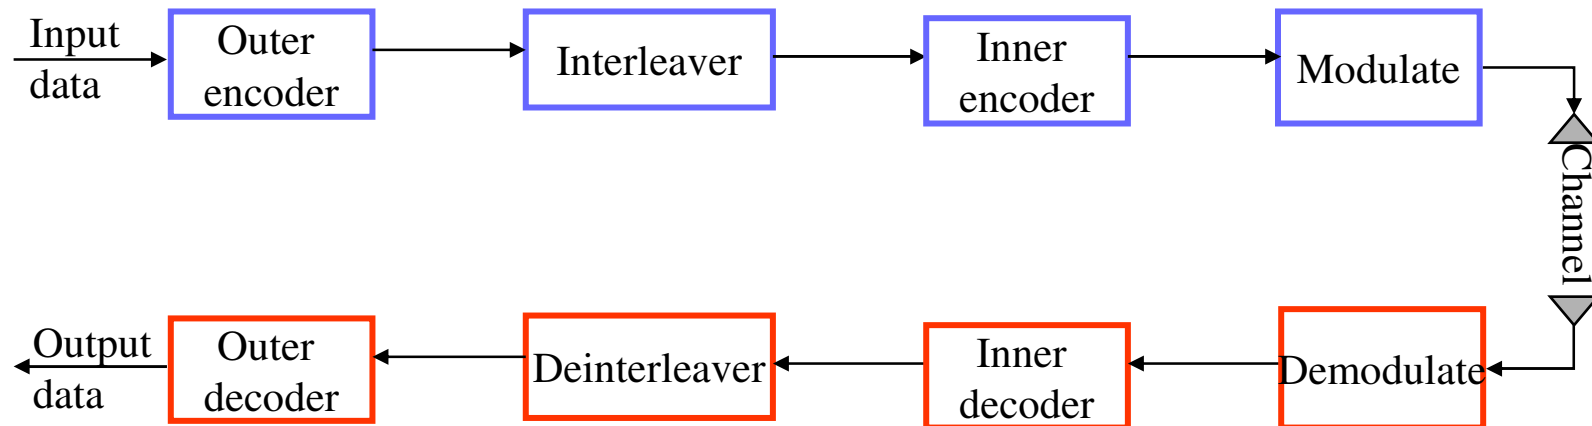 Input
data
Outer
encoder
Interleaver
Inner
encoder
Modulate
Channel
Output
data
Outer
decoder
Deinterleaver
Inner
decoder
Demodulate